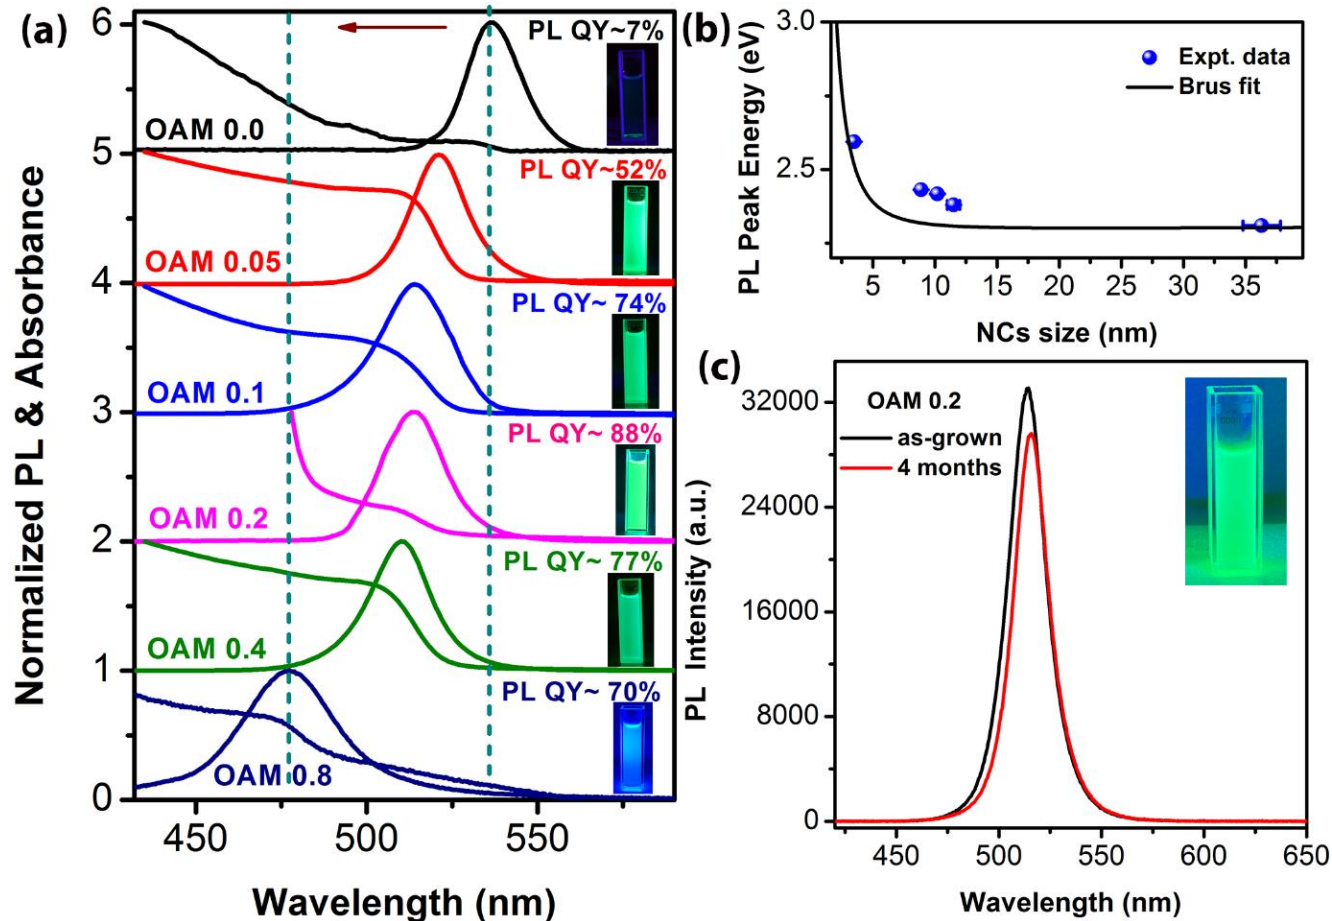 (a)
6
5
4
3
2
1
0
450
500
550
Normalized PL & Absorbance
Wavelength (nm)
PL QY~7%
OAM 0.0
PL QY~52%
OAM 0.05
PL QY~ 74%
OAM 0.1
PL QY~ 88%
OAM 0.2
PL QY~ 77%
OAM 0.4
PL QY~ 70%
OAM 0.8
(b)
3.0
2.5
PL Peak Energy (eV)
Expt. data
Brus fit
5
10
15
20
25
30
35
NCs size (nm)
(c)
32000
24000
16000
8000
0
PL Intensity (a.u.)
OAM 0.2
as-grown
4 months
450
500
550
600
650
Wavelength (nm)